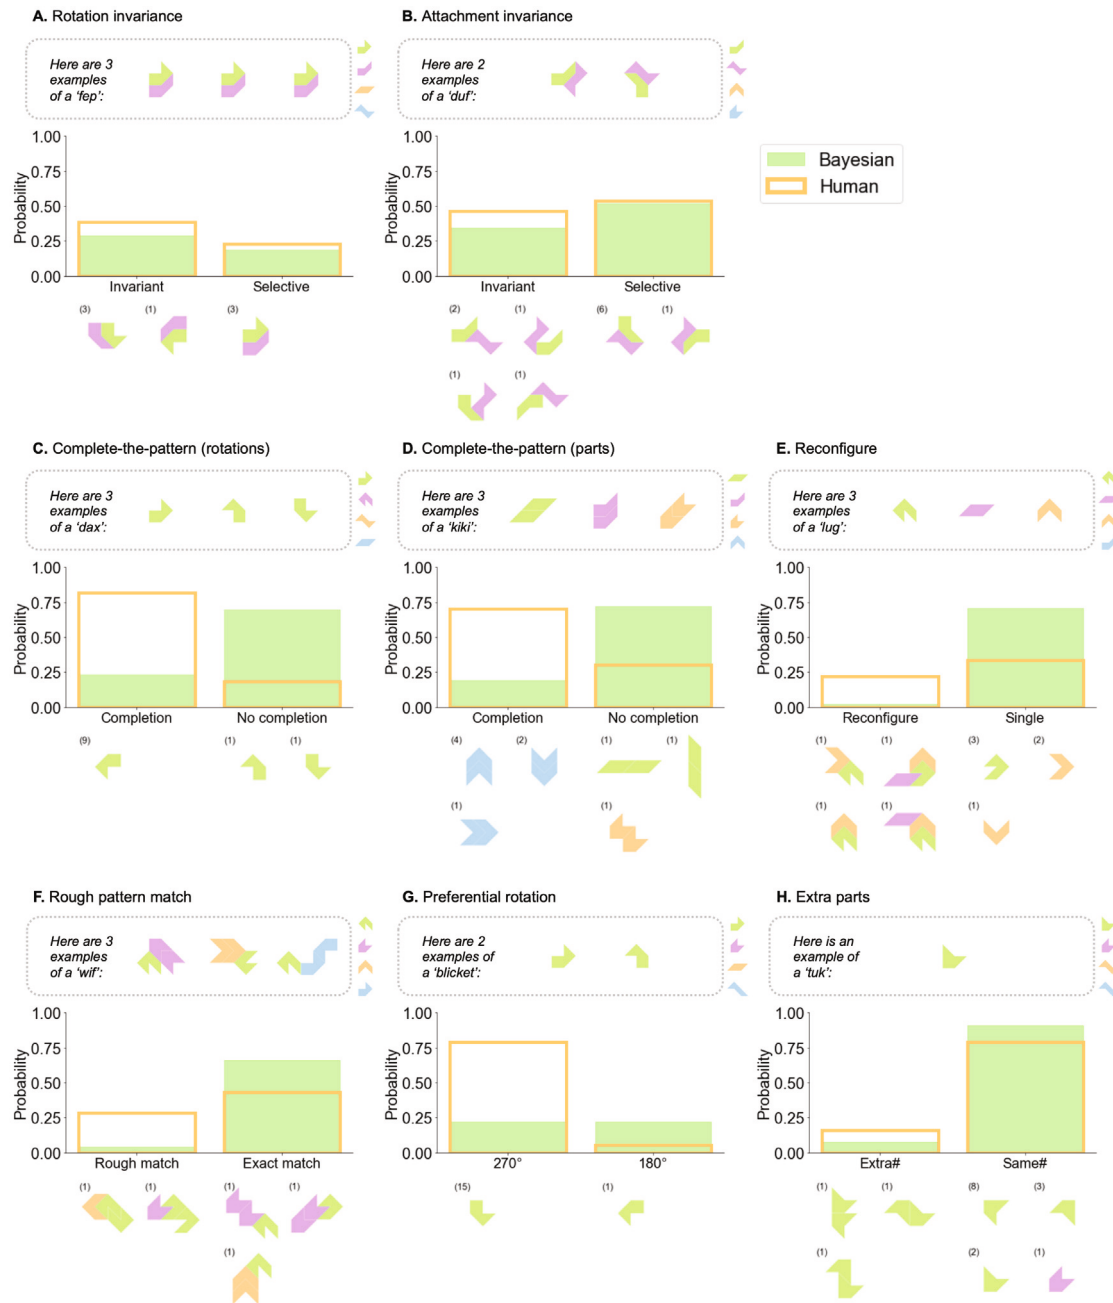 A. Rotation invariance
Here are 3
examples
of a ‘fep’:
1.00
0.75
0.50
0.25
0.00
Probability
Invariant
Selective
(3)
(1)
(3)
B. Attachment invariance
Here are 2
examples
of a ‘duf’:
1.00
0.75
0.50
0.25
0.00
Probability
Invariant
Selective
(2)
(1)
(6)
(1)
(1)
(1)
Bayesian
Human
C. Complete-the-pattern (rotations)
Here are 3
examples
of a ‘dax’:
1.00
0.75
0.50
0.25
0.00
Probability
Completion
No completion
(9)
(1)
(1)
D. Complete-the-pattern (parts)
Here are 3
examples
of a ‘kiki’:
1.00
0.75
0.50
0.25
0.00
Probability
Completion
No completion
(4)
(2)
(1)
(1)
(1)
(1)
E. Reconfigure
Here are 3
examples
of a ‘lug’:
1.00
0.75
0.50
0.25
0.00
Probability
Reconfigure
Single
(1)
(1)
(3)
(2)
(1)
(1)
(1)
F. Rough pattern match
Here are 3
examples
of a ‘wif’:
1.00
0.75
0.50
0.25
0.00
Probability
Rough match
Exact match
(1)
(1)
(1)
(1)
(1)
G. Preferential rotation
Here are 2
examples of
a ‘blicket’:
1.00
0.75
0.50
0.25
0.00
Probability
270°
180°
(15)
(1)
H. Extra parts
Here is an
example of
a ‘tuk’:
1.00
0.75
0.50
0.25
0.00
Probability
Extra#
Same#
(1)
(1)
(8)
(3)
(1)
(2)
(1)